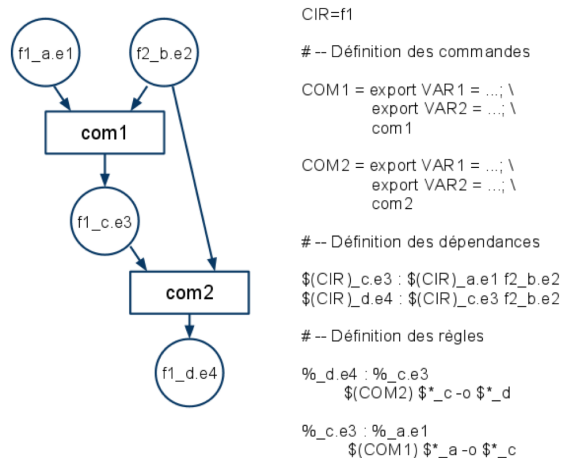 f1_a.e1
f2_b.e2
com1
f1_c.e3
com2
f1_d.e4
CIR=f1
# -- Définition des commandes
COM1 = export VAR1 = ...; \
export VAR2 = ...; \
com1
COM2 = export VAR1 = ...; \
export VAR2 = ...; \
com2
# -- Définition des dépendances
$(CIR)_c.e3 : $(CIR)_a.e1 f2_b.e2
$(CIR)_d.e4 : $(CIR)_c.e3 f2_b.e2
# -- Définition des règles
%_d.e4 : %_c.e3
$(COM2) $*_c -o $*_d
%_c.e3 : %_a.e1
$(COM1) $*_a -o $*_c